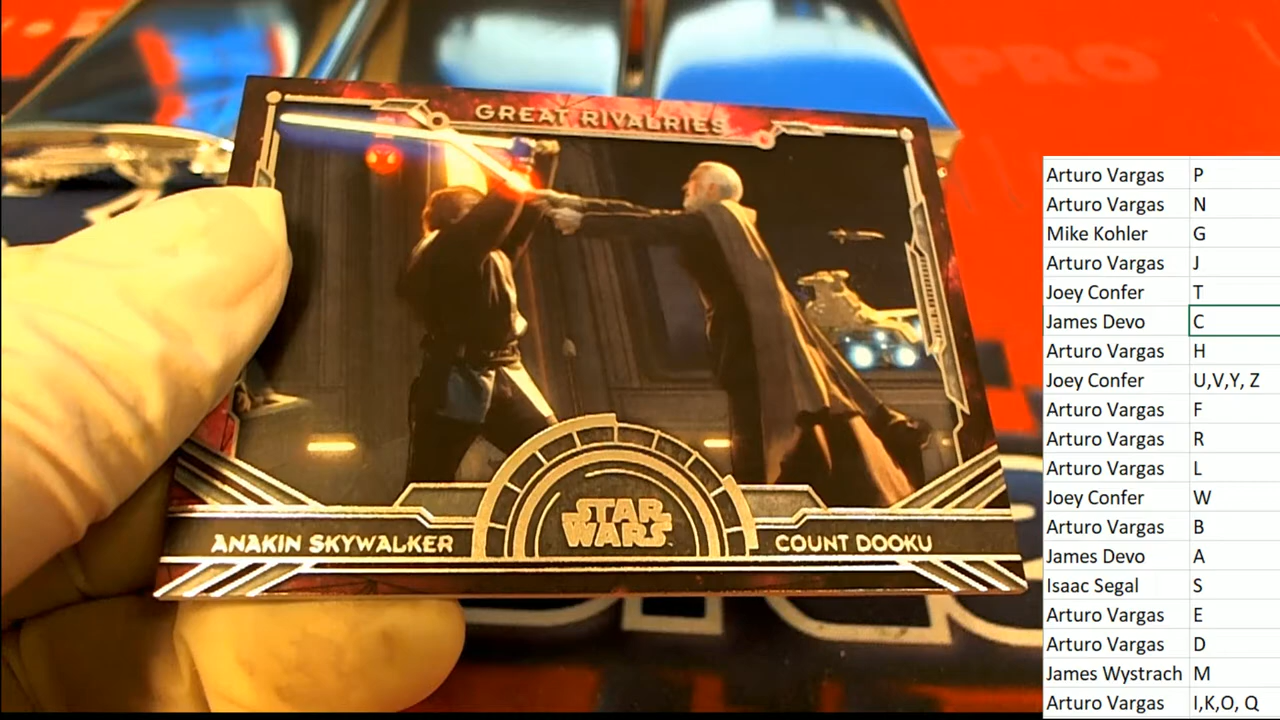 PRO
GREAT RIVALRIES
STAR
WARS
ANAKIN SKYWALKER
COUNT DOOKU
Arturo Vargas P
Arturo Vargas N
Mike Kohler G
Arturo Vargas J
Joey Confer T
James Devo C
Arturo Vargas H
Joey Confer U,V,Y, Z
Arturo Vargas F
Arturo Vargas R
Arturo Vargas L
Joey Confer W
Arturo Vargas B
James Devo A
Isaac Segal S
Arturo Vargas E
Arturo Vargas D
James Wystrach M
Arturo Vargas I,K,O, Q